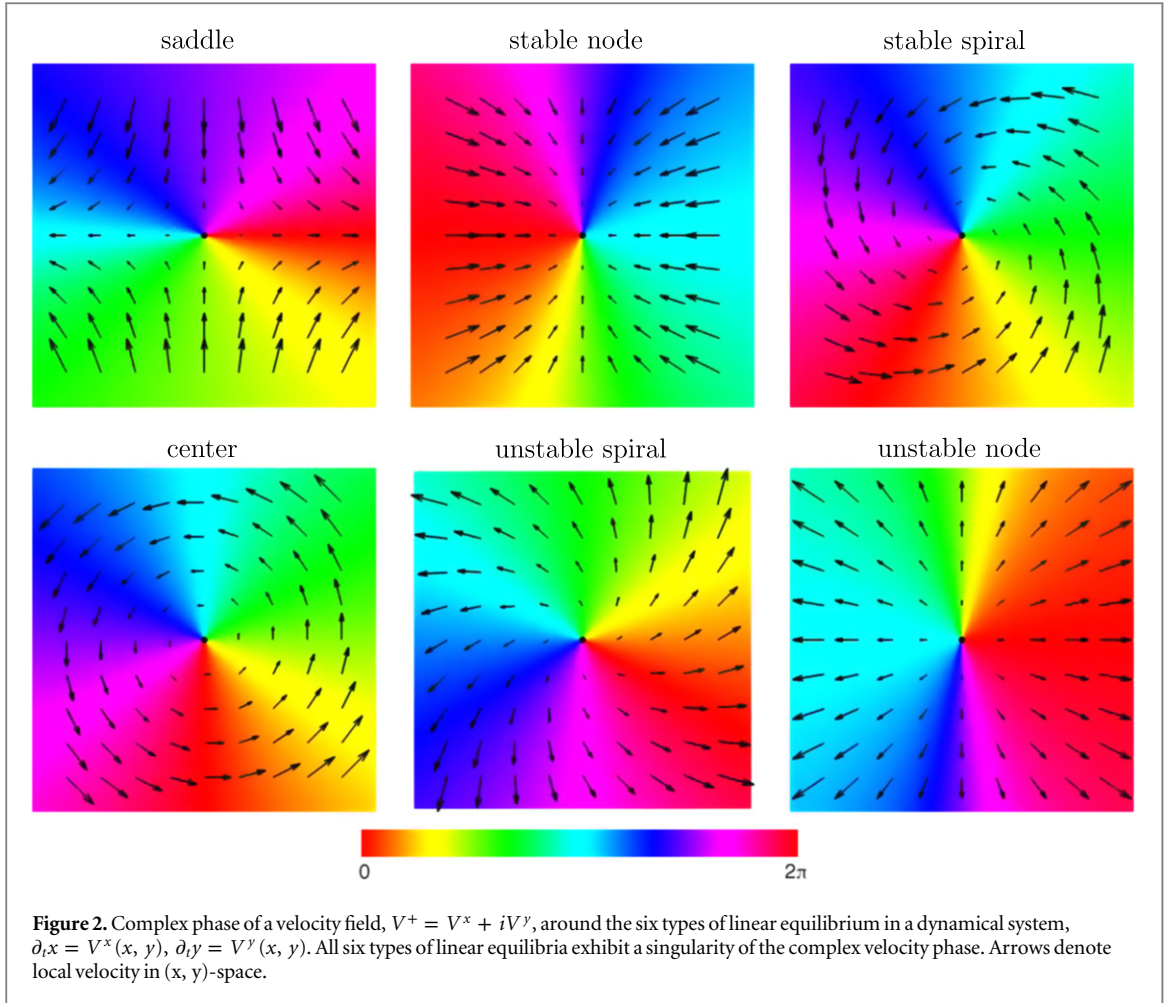 saddle stable node stable spiral
center unstable spiral unstable node
0 2π
Figure 2. Complex phase of a velocity field, V⁺ = Vˣ + iVʸ, around the six types of linear equilibrium in a dynamical system,
∂ₜx = Vˣ(x, y), ∂ₜy = Vʸ(x, y). All six types of linear equilibria exhibit a singularity of the complex velocity phase. Arrows denote
local velocity in (x, y)-space.